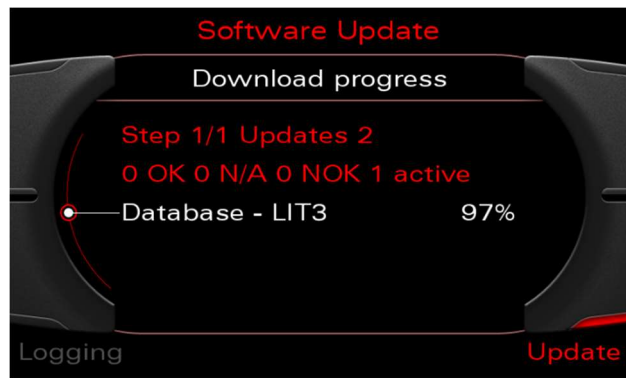 Software Update
Download progress
Step 1/1 Updates 2
0 OK 0 N/A 0 NOK 1 active
Database - LIT3 97%
Logging Update